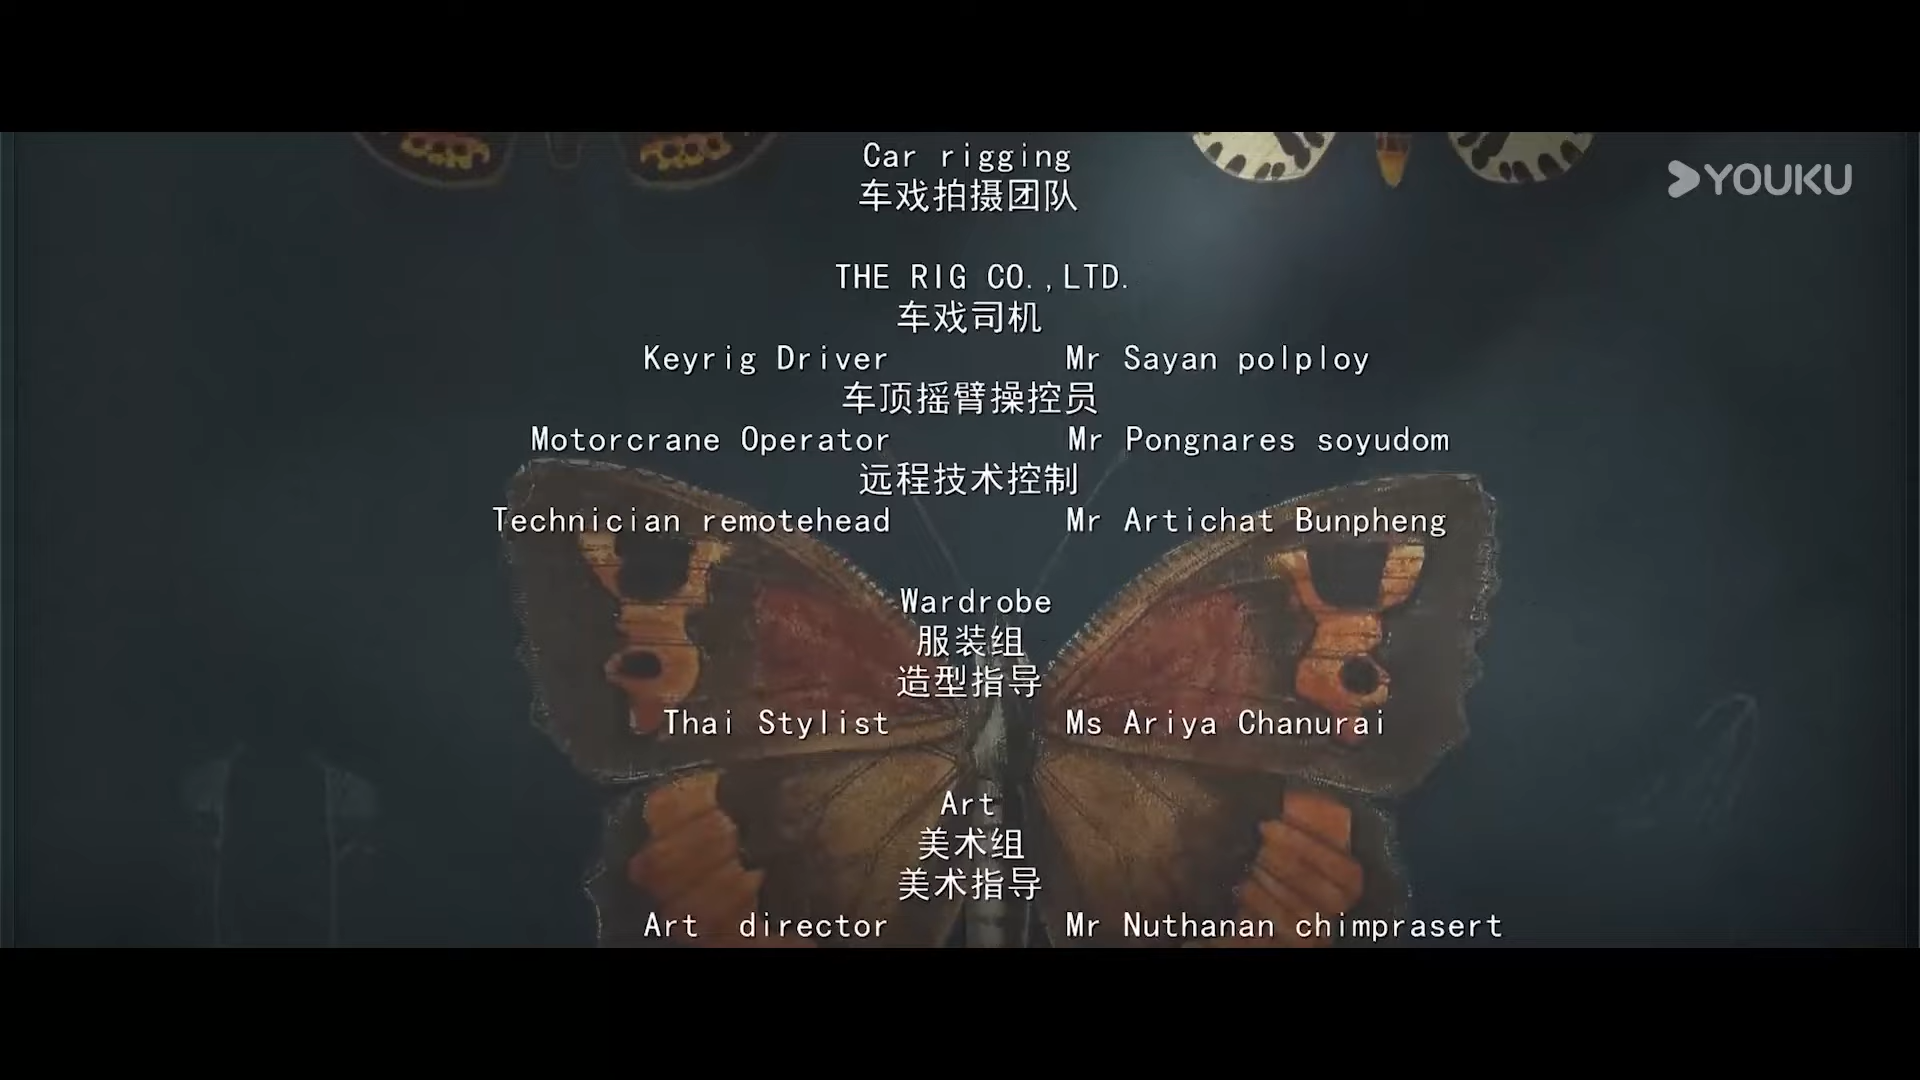 Car rigging
YOUKU
车戏拍摄团队
THE RIG CO.,LTD.
车戏司机
Keyrig Driver Mr Sayan polploy
车顶摇臂操控员
Motorcrane Operator Mr Pongnares soyudom
远程技术控制
Technician remotehead Mr Artichat Bunpheng
Wardrobe
服装组
造型指导
Thai Stylist Ms Ariya Chanurai
Art
美术组
美术指导
Art director Mr Nuthanan chimprasert